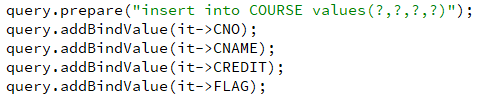 query.prepare("insert into COURSE values(?,?,?,?)");
query.addBindValue(it->CNO);
query.addBindValue(it->CNAME);
query.addBindValue(it->CREDIT);
query.addBindValue(it->FLAG);